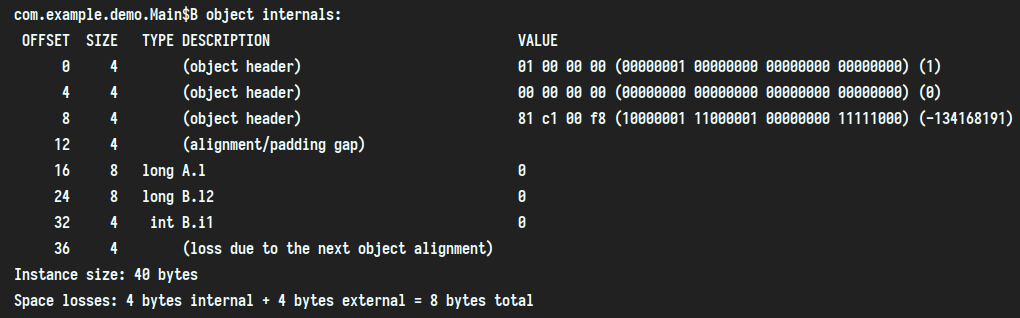 com.example.demo.Main$B object internals:
OFFSET SIZE TYPE DESCRIPTION VALUE
0 4 (object header) 01 00 00 00 (00000001 00000000 00000000 00000000) (1)
4 4 (object header) 00 00 00 00 (00000000 00000000 00000000 00000000) (0)
8 4 (object header) 81 c1 00 f8 (10000001 11000001 00000000 11111000) (-134168191)
12 4 (alignment/padding gap)
16 8 long A.l 0
24 8 long B.l2 0
32 4 int B.i1 0
36 4 (loss due to the next object alignment)
Instance size: 40 bytes
Space losses: 4 bytes internal + 4 bytes external = 8 bytes total